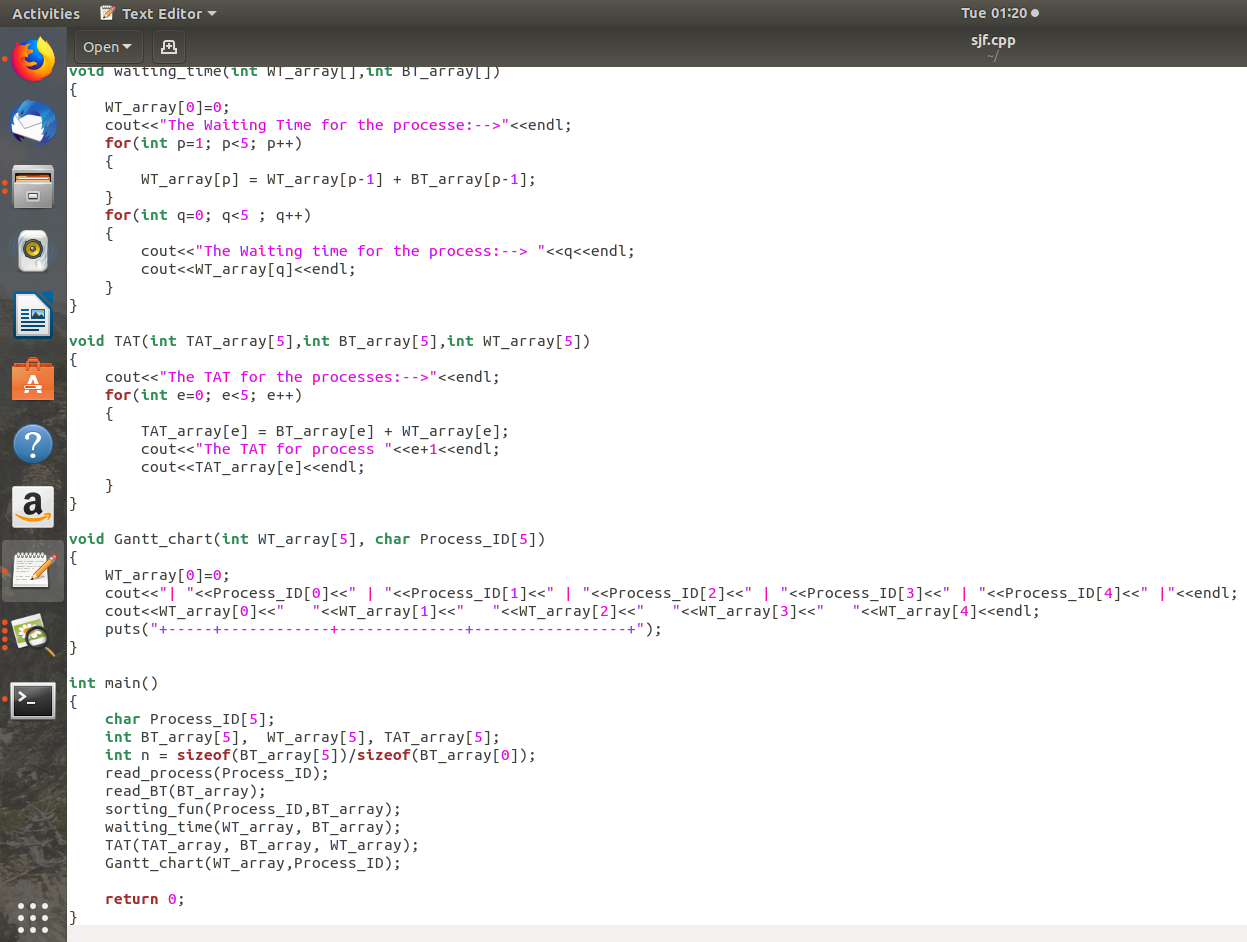 Activities Text Editor Tue 01:20
Open sjf.cpp
~/
void waiting_time(int WT_array[],int BT_array[])
{
    WT_array[0]=0;
    cout<<"The Waiting Time for the processe:-->"<<endl;
    for(int p=1; p<5; p++)
    {
        WT_array[p] = WT_array[p-1] + BT_array[p-1];
    }
    for(int q=0; q<5 ; q++)
    {
        cout<<"The Waiting time for the process:--> "<<q<<endl;
        cout<<WT_array[q]<<endl;
    }
}

void TAT(int TAT_array[5],int BT_array[5],int WT_array[5])
{
    cout<<"The TAT for the processes:-->"<<endl;
    for(int e=0; e<5; e++)
    {
        TAT_array[e] = BT_array[e] + WT_array[e];
        cout<<"The TAT for process "<<e+1<<endl;
        cout<<TAT_array[e]<<endl;
    }
}

void Gantt_chart(int WT_array[5], char Process_ID[5])
{
    WT_array[0]=0;
    cout<<"| "<<Process_ID[0]<<" | "<<Process_ID[1]<<" | "<<Process_ID[2]<<" | "<<Process_ID[3]<<" | "<<Process_ID[4]<<" |"<<endl;
    cout<<WT_array[0]<<"   "<<WT_array[1]<<"   "<<WT_array[2]<<"   "<<WT_array[3]<<"   "<<WT_array[4]<<endl;
    puts("+-----+------------+--------------+-----------------+");
}

int main()
{
    char Process_ID[5];
    int BT_array[5],  WT_array[5], TAT_array[5];
    int n = sizeof(BT_array[5])/sizeof(BT_array[0]);
    read_process(Process_ID);
    read_BT(BT_array);
    sorting_fun(Process_ID,BT_array);
    waiting_time(WT_array, BT_array);
    TAT(TAT_array, BT_array, WT_array);
    Gantt_chart(WT_array,Process_ID);

    return 0;
}